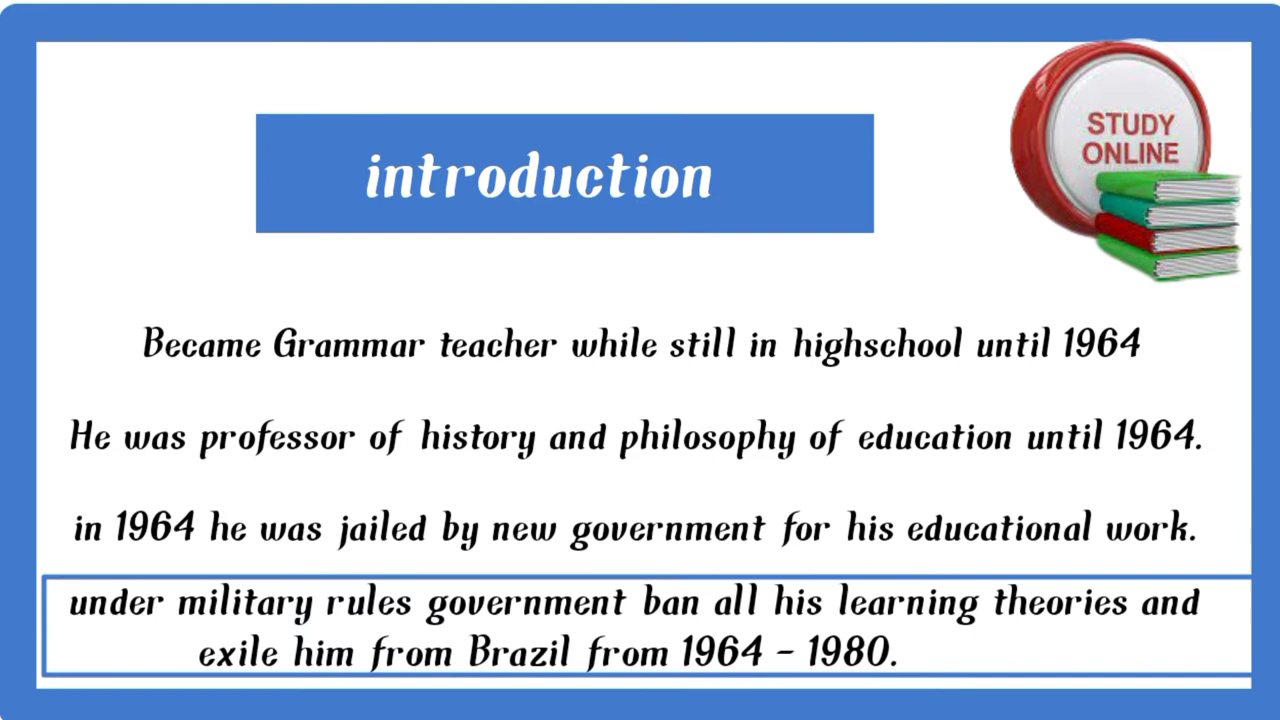 STUDY
ONLINE
introduction
Became Grammar teacher while still in highschool until 1964
He was professor of history and philosophy of education until 1964.
in 1964 he was jailed by new government for his educational work.
under military rules government ban all his learning theories and
exile him from Brazil from 1964 - 1980.